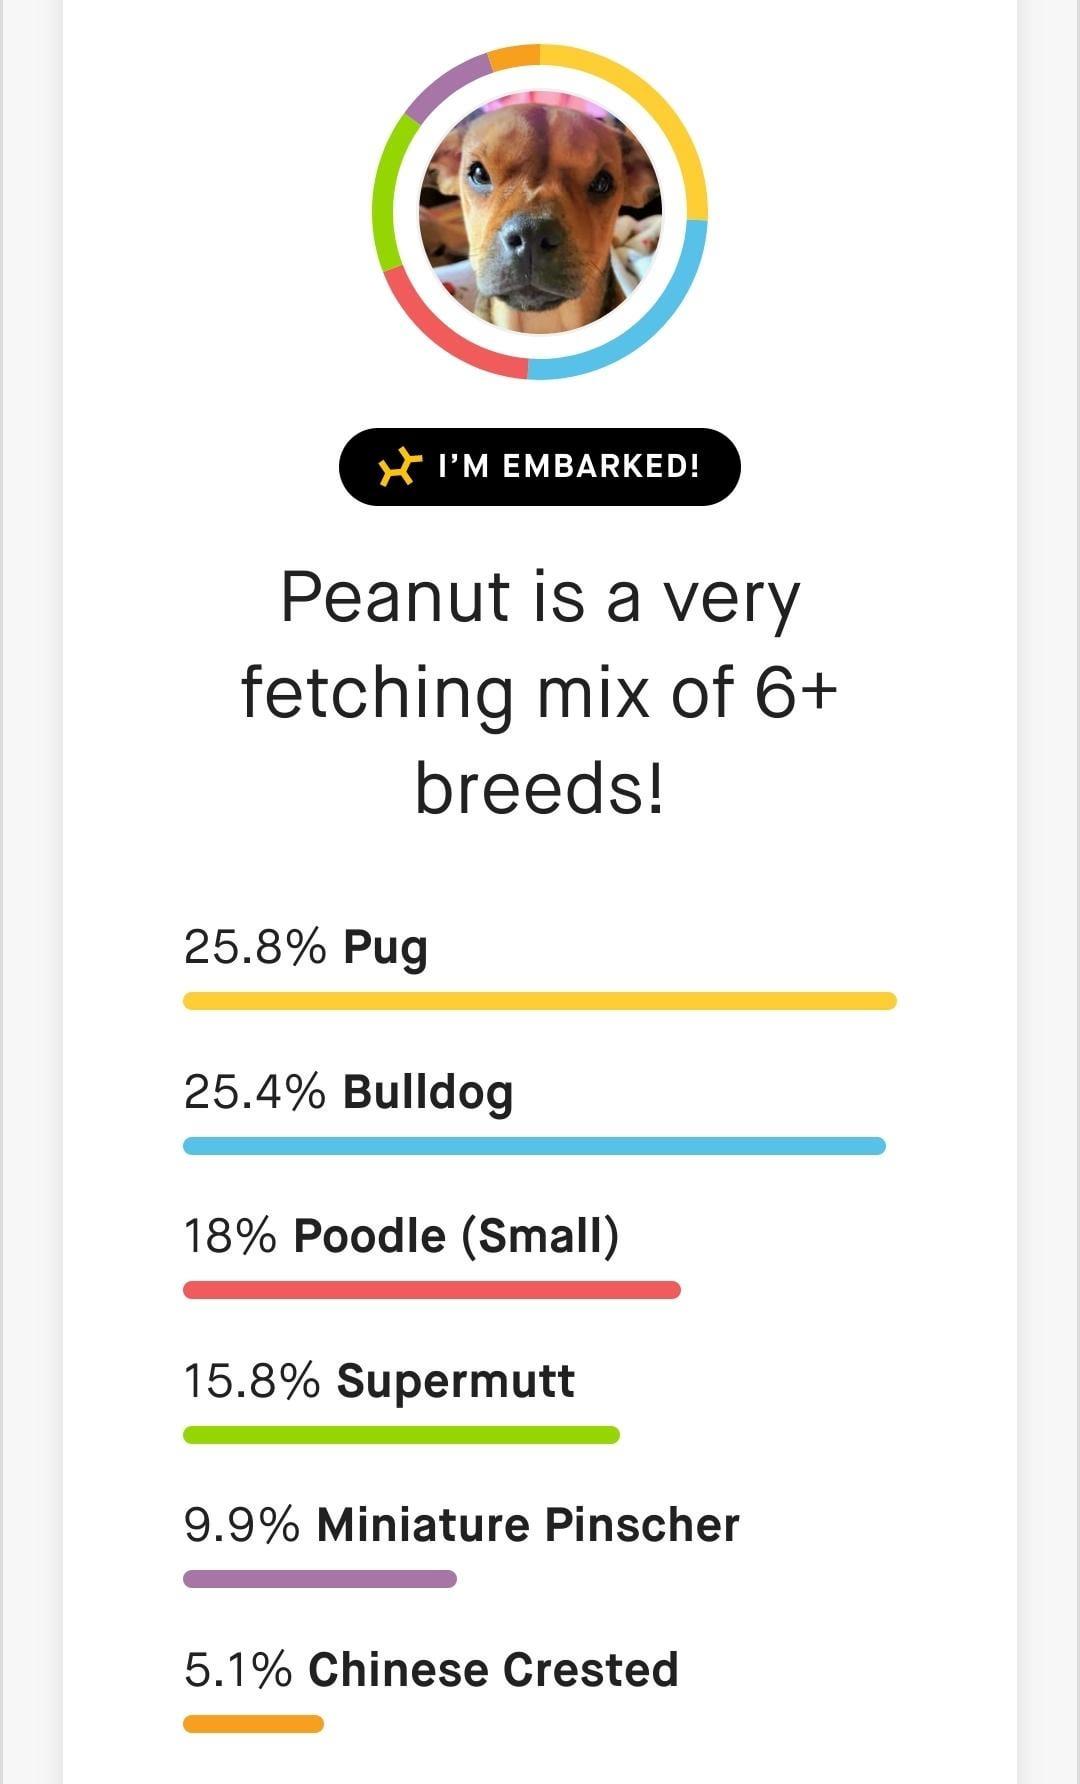 I'M EMBARKED!
Peanut is a very
fetching mix of 6+
breeds!
25.8% Pug
25.4% Bulldog
18% Poodle (Small)
15.8% Supermutt
9.9% Miniature Pinscher
5.1% Chinese Crested